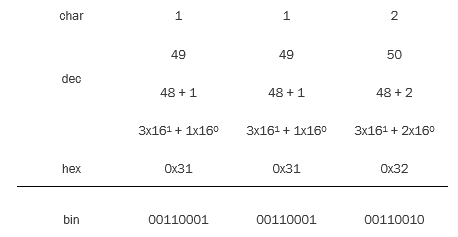 char 1 1 2
49 49 50
dec
48 + 1 48 + 1 48 + 2
3x16¹ + 1x16⁰ 3x16¹ + 1x16⁰ 3x16¹ + 2x16⁰
hex 0x31 0x31 0x32
bin 00110001 00110001 00110010